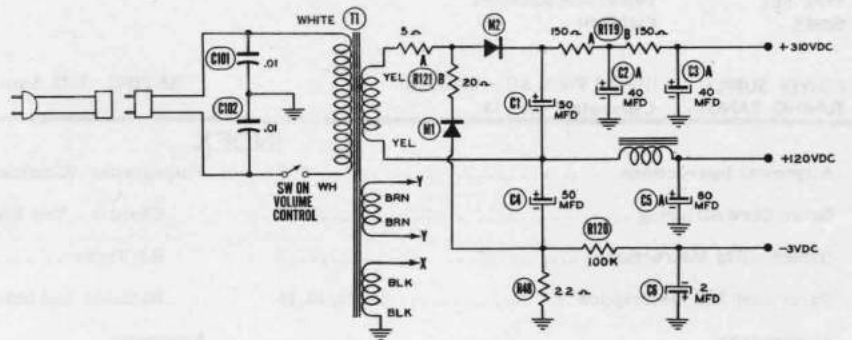 WHITE
T1
C101
.01
C102
.01
SW ON
VOLUME
CONTROL
WH
YEL
YEL
BRN
BRN
BLK
BLK
Y
Y
X
5Ω
A
R121 B
20Ω
M1
M2
150Ω
A R119 B
150Ω
C1
50
MFD
C2 A
40
MFD
C3 A
40
MFD
+310VDC
+120VDC
C4
50
MFD
C5 A
80
MFD
R120
100K
-3VDC
R48
22Ω
C6
2
MFD